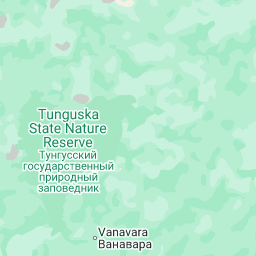 Tunguska
State Nature
Reserve
Тунгусский
государственный
природный
заповедник
Vanavara
Ванавара